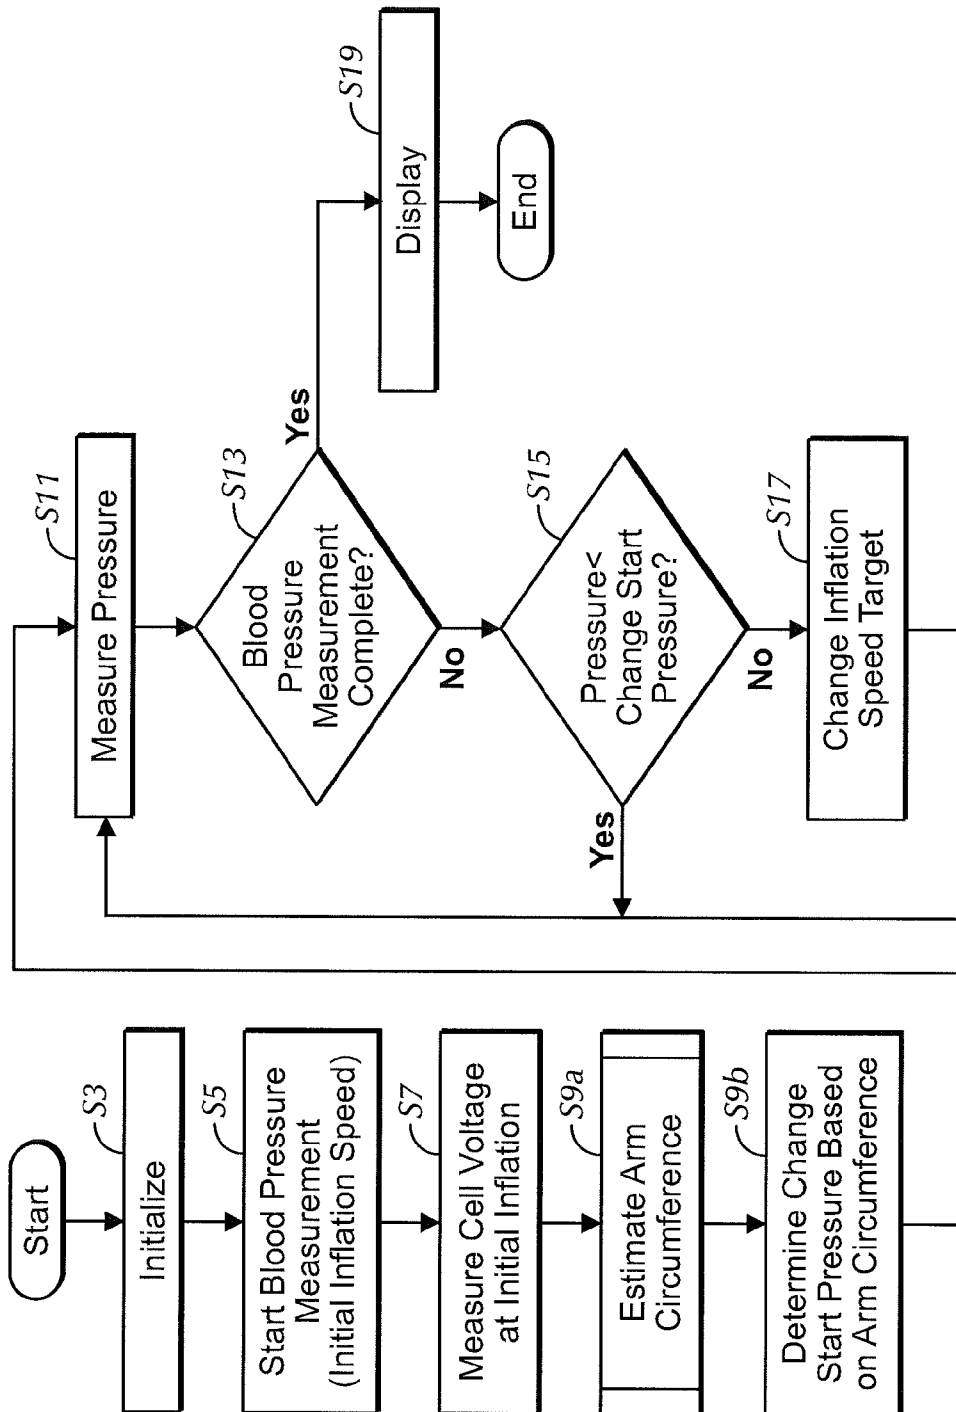 Start
S3
Initialize
S5
Start Blood Pressure
Measurement
(Initial Inflation Speed)
S7
Measure Cell Voltage
at Initial Inflation
S9a
Estimate Arm
Circumference
S9b
Determine Change
Start Pressure Based
on Arm Circumference
S11
Measure Pressure
S13
Blood
Pressure
Measurement
Complete?
Yes
No
S15
Pressure<
Change Start
Pressure?
Yes
No
S17
Change Inflation
Speed Target
S19
Display
End